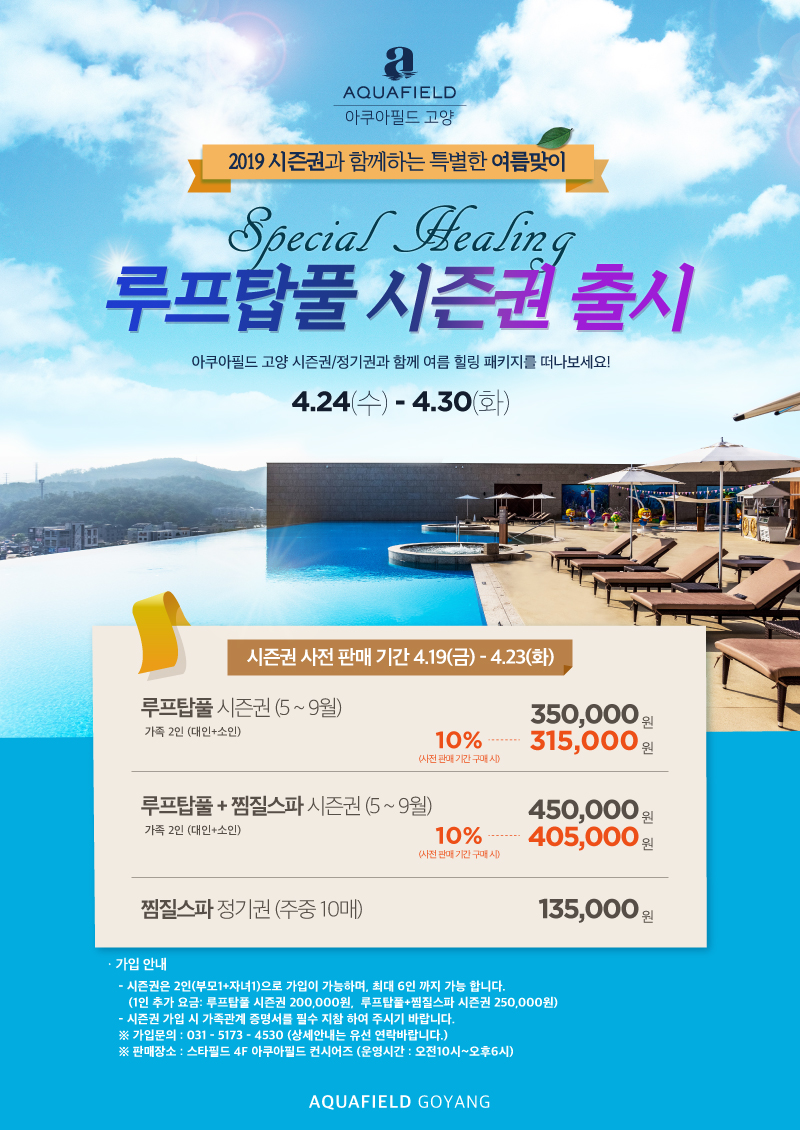 a
AQUAFIELD
아쿠아필드 고양
2019 시즌권과 함께하는 특별한 여름맞이
Special Healing
루프탑풀 시즌권 출시
아쿠아필드 고양 시즌권/정기권과 함께 여름 힐링 패키지를 떠나보세요!
4.24(수) - 4.30(화)
시즌권 사전 판매 기간 4.19(금) - 4.23(화)
루프탑풀 시즌권 (5 ~ 9월)
가족 2인 (대인+소인)
350,000원
10% 315,000원
(사전 판매 기간 구매 시)
루프탑풀 + 찜질스파 시즌권 (5 ~ 9월)
가족 2인 (대인+소인)
450,000원
10% 405,000원
(사전 판매 기간 구매 시)
찜질스파 정기권 (주중 10매) 135,000원
· 가입 안내
- 시즌권은 2인(부모1+자녀1)으로 가입이 가능하며, 최대 6인 까지 가능 합니다.
(1인 추가 요금: 루프탑풀 시즌권 200,000원, 루프탑풀+찜질스파 시즌권 250,000원)
- 시즌권 가입 시 가족관계 증명서를 필수 지참 하여 주시기 바랍니다.
※ 가입문의 : 031 - 5173 - 4530 (상세안내는 유선 연락바랍니다.)
※ 판매장소 : 스타필드 4F 아쿠아필드 컨시어즈 (운영시간 : 오전10시~오후6시)
AQUAFIELD GOYANG